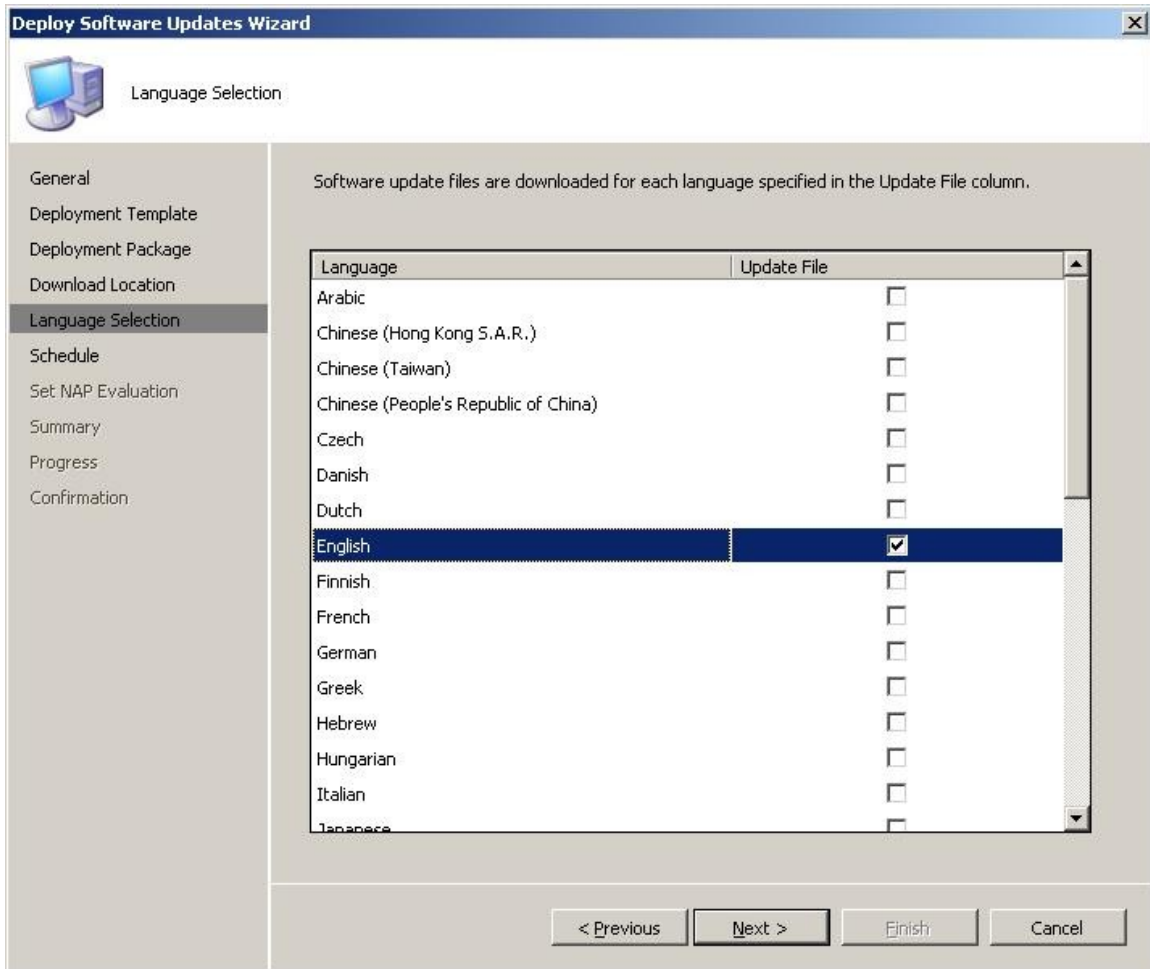 Deploy Software Updates Wizard
Language Selection
General
Deployment Template
Deployment Package
Download Location
Language Selection
Schedule
Set NAP Evaluation
Summary
Progress
Confirmation
Software update files are downloaded for each language specified in the Update File column.
Language Update File
Arabic
Chinese (Hong Kong S.A.R.)
Chinese (Taiwan)
Chinese (People's Republic of China)
Czech
Danish
Dutch
English
Finnish
French
German
Greek
Hebrew
Hungarian
Italian
Japanese
< Previous Next > Finish Cancel